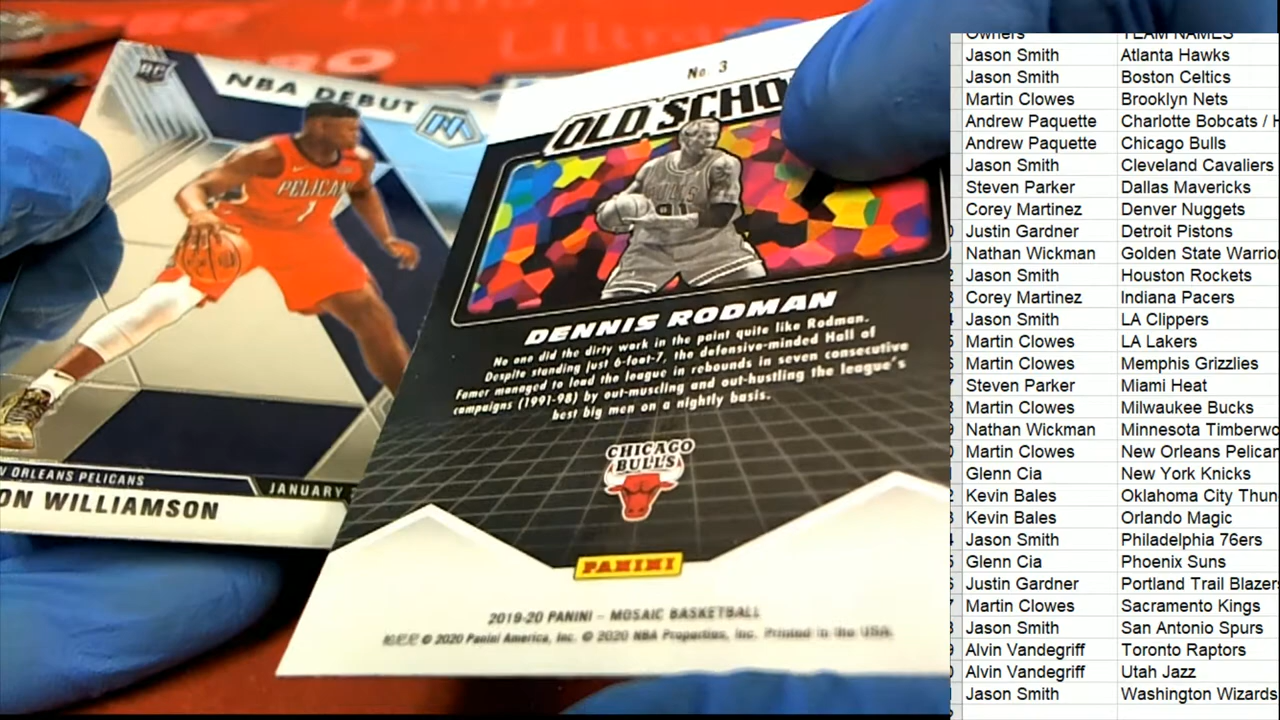 RC
NBA DEBUT
PELICAN
1
W ORLEANS PELICANS
JANUARY
ON WILLIAMSON
No. 3
OLD SCHO
BULLS
91
DENNIS RODMAN
No one did the dirty work in the paint quite like Rodman.
Despite standing just 6-foot-7, the defensive-minded Hall of
Famer managed to lead the league in rebounds in seven consecutive
campaigns (1991-98) by out-muscling and out-hustling the league's
best big men on a nightly basis.
CHICAGO
BULLS
PANINI
2019-20 PANINI – MOSAIC BASKETBALL
© 2020 Panini America, Inc. © 2020 NBA Properties, Inc. Printed in the USA.
Owners TEAM NAMES
Jason Smith Atlanta Hawks
Jason Smith Boston Celtics
Martin Clowes Brooklyn Nets
Andrew Paquette Charlotte Bobcats / H
Andrew Paquette Chicago Bulls
Jason Smith Cleveland Cavaliers
Steven Parker Dallas Mavericks
Corey Martinez Denver Nuggets
Justin Gardner Detroit Pistons
Nathan Wickman Golden State Warrio
Jason Smith Houston Rockets
Corey Martinez Indiana Pacers
Jason Smith LA Clippers
Martin Clowes LA Lakers
Martin Clowes Memphis Grizzlies
Steven Parker Miami Heat
Martin Clowes Milwaukee Bucks
Nathan Wickman Minnesota Timberwo
Martin Clowes New Orleans Pelican
Glenn Cia New York Knicks
Kevin Bales Oklahoma City Thun
Kevin Bales Orlando Magic
Jason Smith Philadelphia 76ers
Glenn Cia Phoenix Suns
Justin Gardner Portland Trail Blazers
Martin Clowes Sacramento Kings
Jason Smith San Antonio Spurs
Alvin Vandegriff Toronto Raptors
Alvin Vandegriff Utah Jazz
Jason Smith Washington Wizards